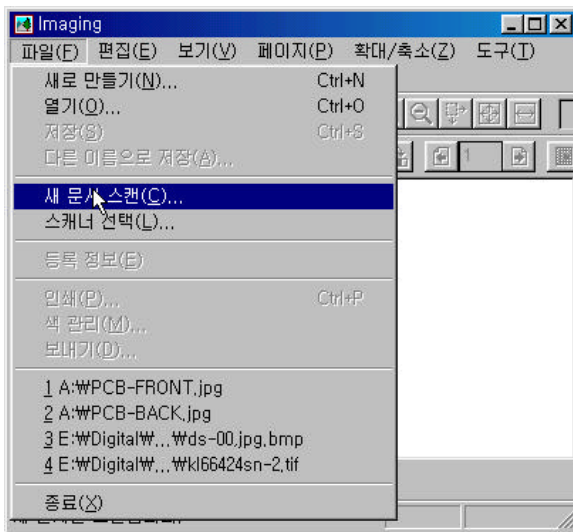 Imaging
파일(F) 편집(E) 보기(V) 페이지(P) 확대/축소(Z) 도구(T)
새로 만들기(N)... Ctrl+N
열기(O)... Ctrl+O
저장(S) Ctrl+S
다른 이름으로 저장(A)...
1
새 문서 스캔(C)...
스캐너 선택(L)...
등록 정보(E)
인쇄(P)... Ctrl+P
색 관리(M)...
보내기(D)...
1 A:₩PCB-FRONT.jpg
2 A:₩PCB-BACK.jpg
3 E:₩Digital₩...₩ds-00.jpg.bmp
4 E:₩Digital₩...₩kl66424sn-2.tif
종료(X)